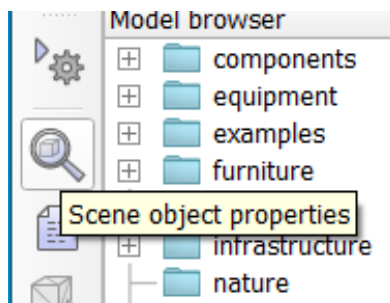 Model browser
components
equipment
examples
furniture
Scene object properties
infrastructure
nature